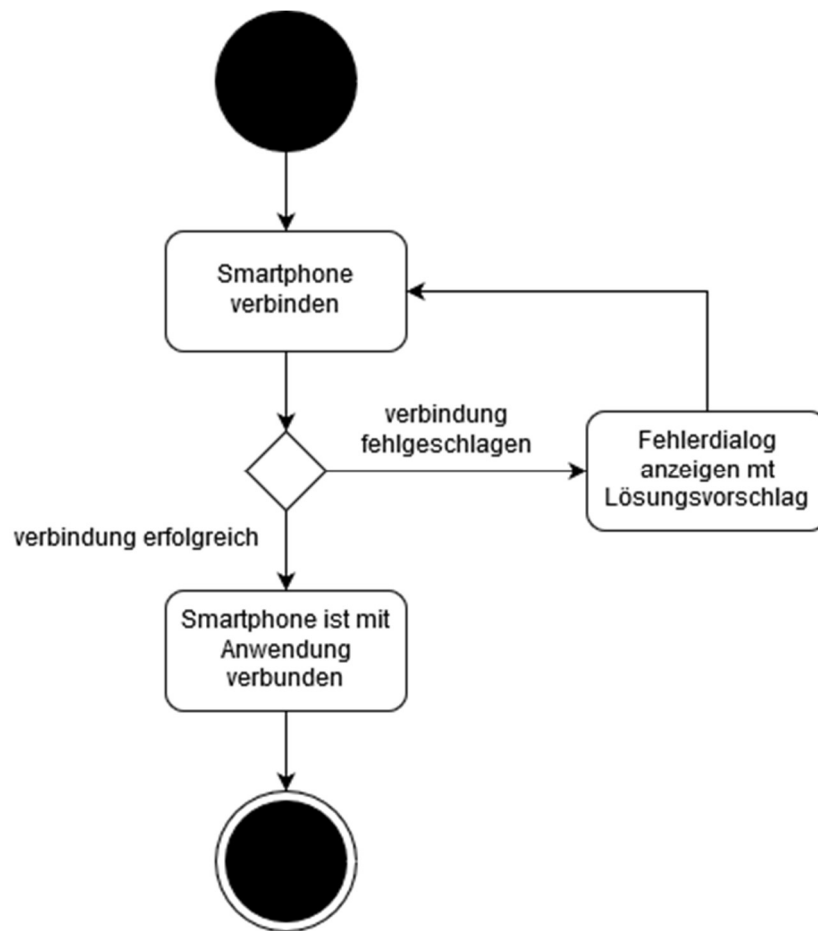 Smartphone
verbinden
verbindung
fehlgeschlagen
Fehlerdialog
anzeigen mt
Lösungsvorschlag
verbindung erfolgreich
Smartphone ist mit
Anwendung
verbunden